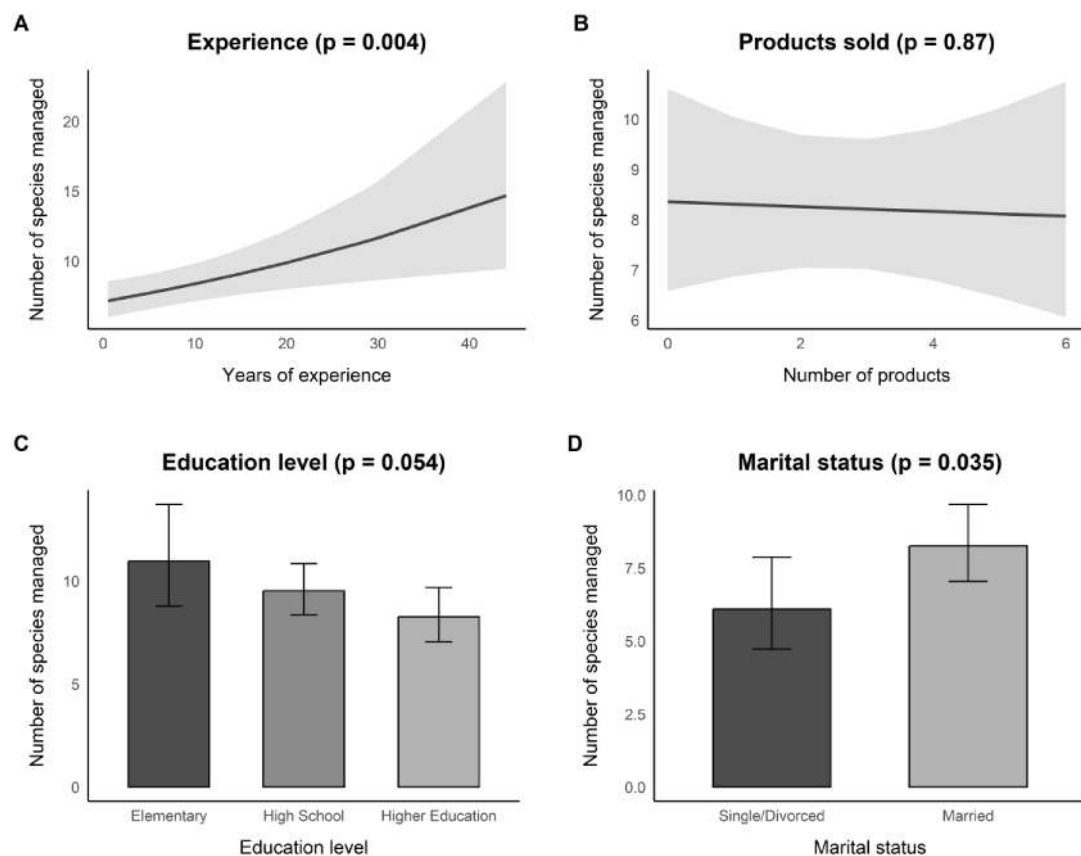 A
Experience (p = 0.004)
Number of species managed
20
15
10
0 10 20 30 40
Years of experience
B
Products sold (p = 0.87)
Number of species managed
10
9
8
7
6
0 2 4 6
Number of products
C
Education level (p = 0.054)
Number of species managed
10
5
0
Elementary High School Higher Education
Education level
D
Marital status (p = 0.035)
Number of species managed
10.0
7.5
5.0
2.5
0.0
Single/Divorced Married
Marital status